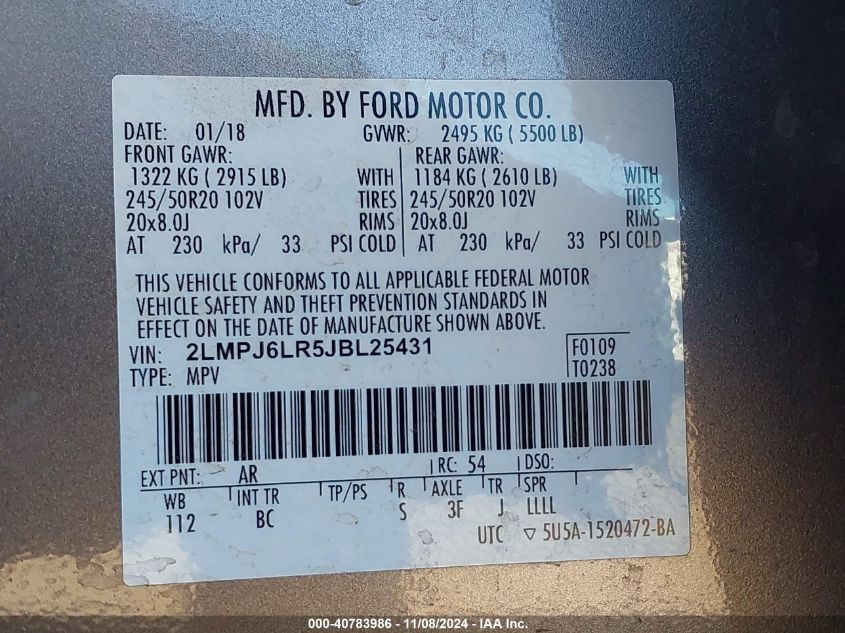 MFD. BY FORD MOTOR CO.
DATE: 01/18 GVWR: 2495 KG ( 5500 LB)
FRONT GAWR: REAR GAWR:
1322 KG ( 2915 LB) WITH 1184 KG ( 2610 LB) WITH
245/50R20 102V TIRES 245/50R20 102V TIRES
20x8.0J RIMS 20x8.0J RIMS
AT 230 kPa/ 33 PSI COLD AT 230 kPa/ 33 PSI COLD
THIS VEHICLE CONFORMS TO ALL APPLICABLE FEDERAL MOTOR
VEHICLE SAFETY AND THEFT PREVENTION STANDARDS IN
EFFECT ON THE DATE OF MANUFACTURE SHOWN ABOVE.
VIN: 2LMPJ6LR5JBL25431 F0109
TYPE: MPV T0238
EXT PNT: AR RC: 54 DSO:
WB INT TR TP/PS R AXLE TR SPR
112 BC S 3F J LLLL
UTC ▽ 5U5A-1520472-BA
000-40783986 - 11/08/2024 - IAA Inc.